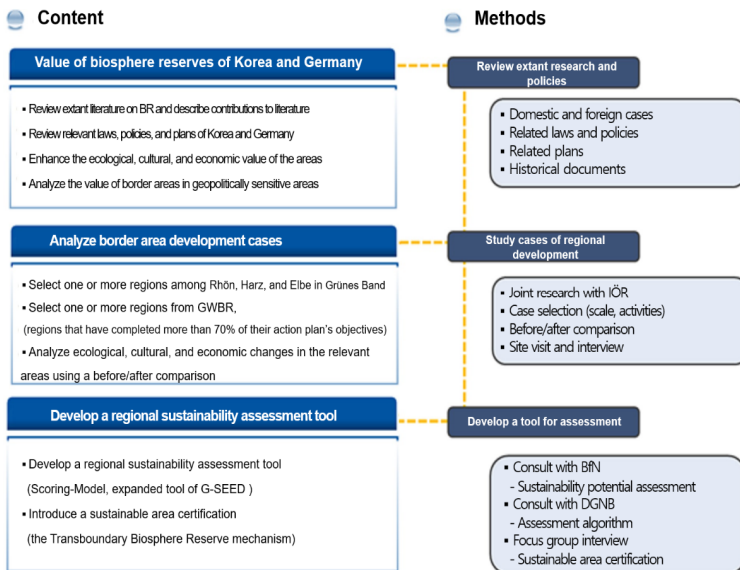 Content
Methods
Value of biosphere reserves of Korea and Germany
▪ Review extant literature on BR and describe contributions to literature
▪ Review relevant laws, policies, and plans of Korea and Germany
▪ Enhance the ecological, cultural, and economic value of the areas
▪ Analyze the value of border areas in geopolitically sensitive areas
Review extant research and
policies
▪ Domestic and foreign cases
▪ Related laws and policies
▪ Related plans
▪ Historical documents
Analyze border area development cases
▪ Select one or more regions among Rhön, Harz, and Elbe in Grünes Band
▪ Select one or more regions from GWBR,
(regions that have completed more than 70% of their action plan's objectives)
▪ Analyze ecological, cultural, and economic changes in the relevant
areas using a before/after comparison
Study cases of regional
development
▪ Joint research with IÖR
▪ Case selection (scale, activities)
▪ Before/after comparison
▪ Site visit and interview
Develop a regional sustainability assessment tool
▪ Develop a regional sustainability assessment tool
(Scoring-Model, expanded tool of G-SEED )
▪ Introduce a sustainable area certification
(the Transboundary Biosphere Reserve mechanism)
Develop a tool for assessment
▪ Consult with BfN
- Sustainability potential assessment
▪ Consult with DGNB
- Assessment algorithm
▪ Focus group interview
- Sustainable area certification